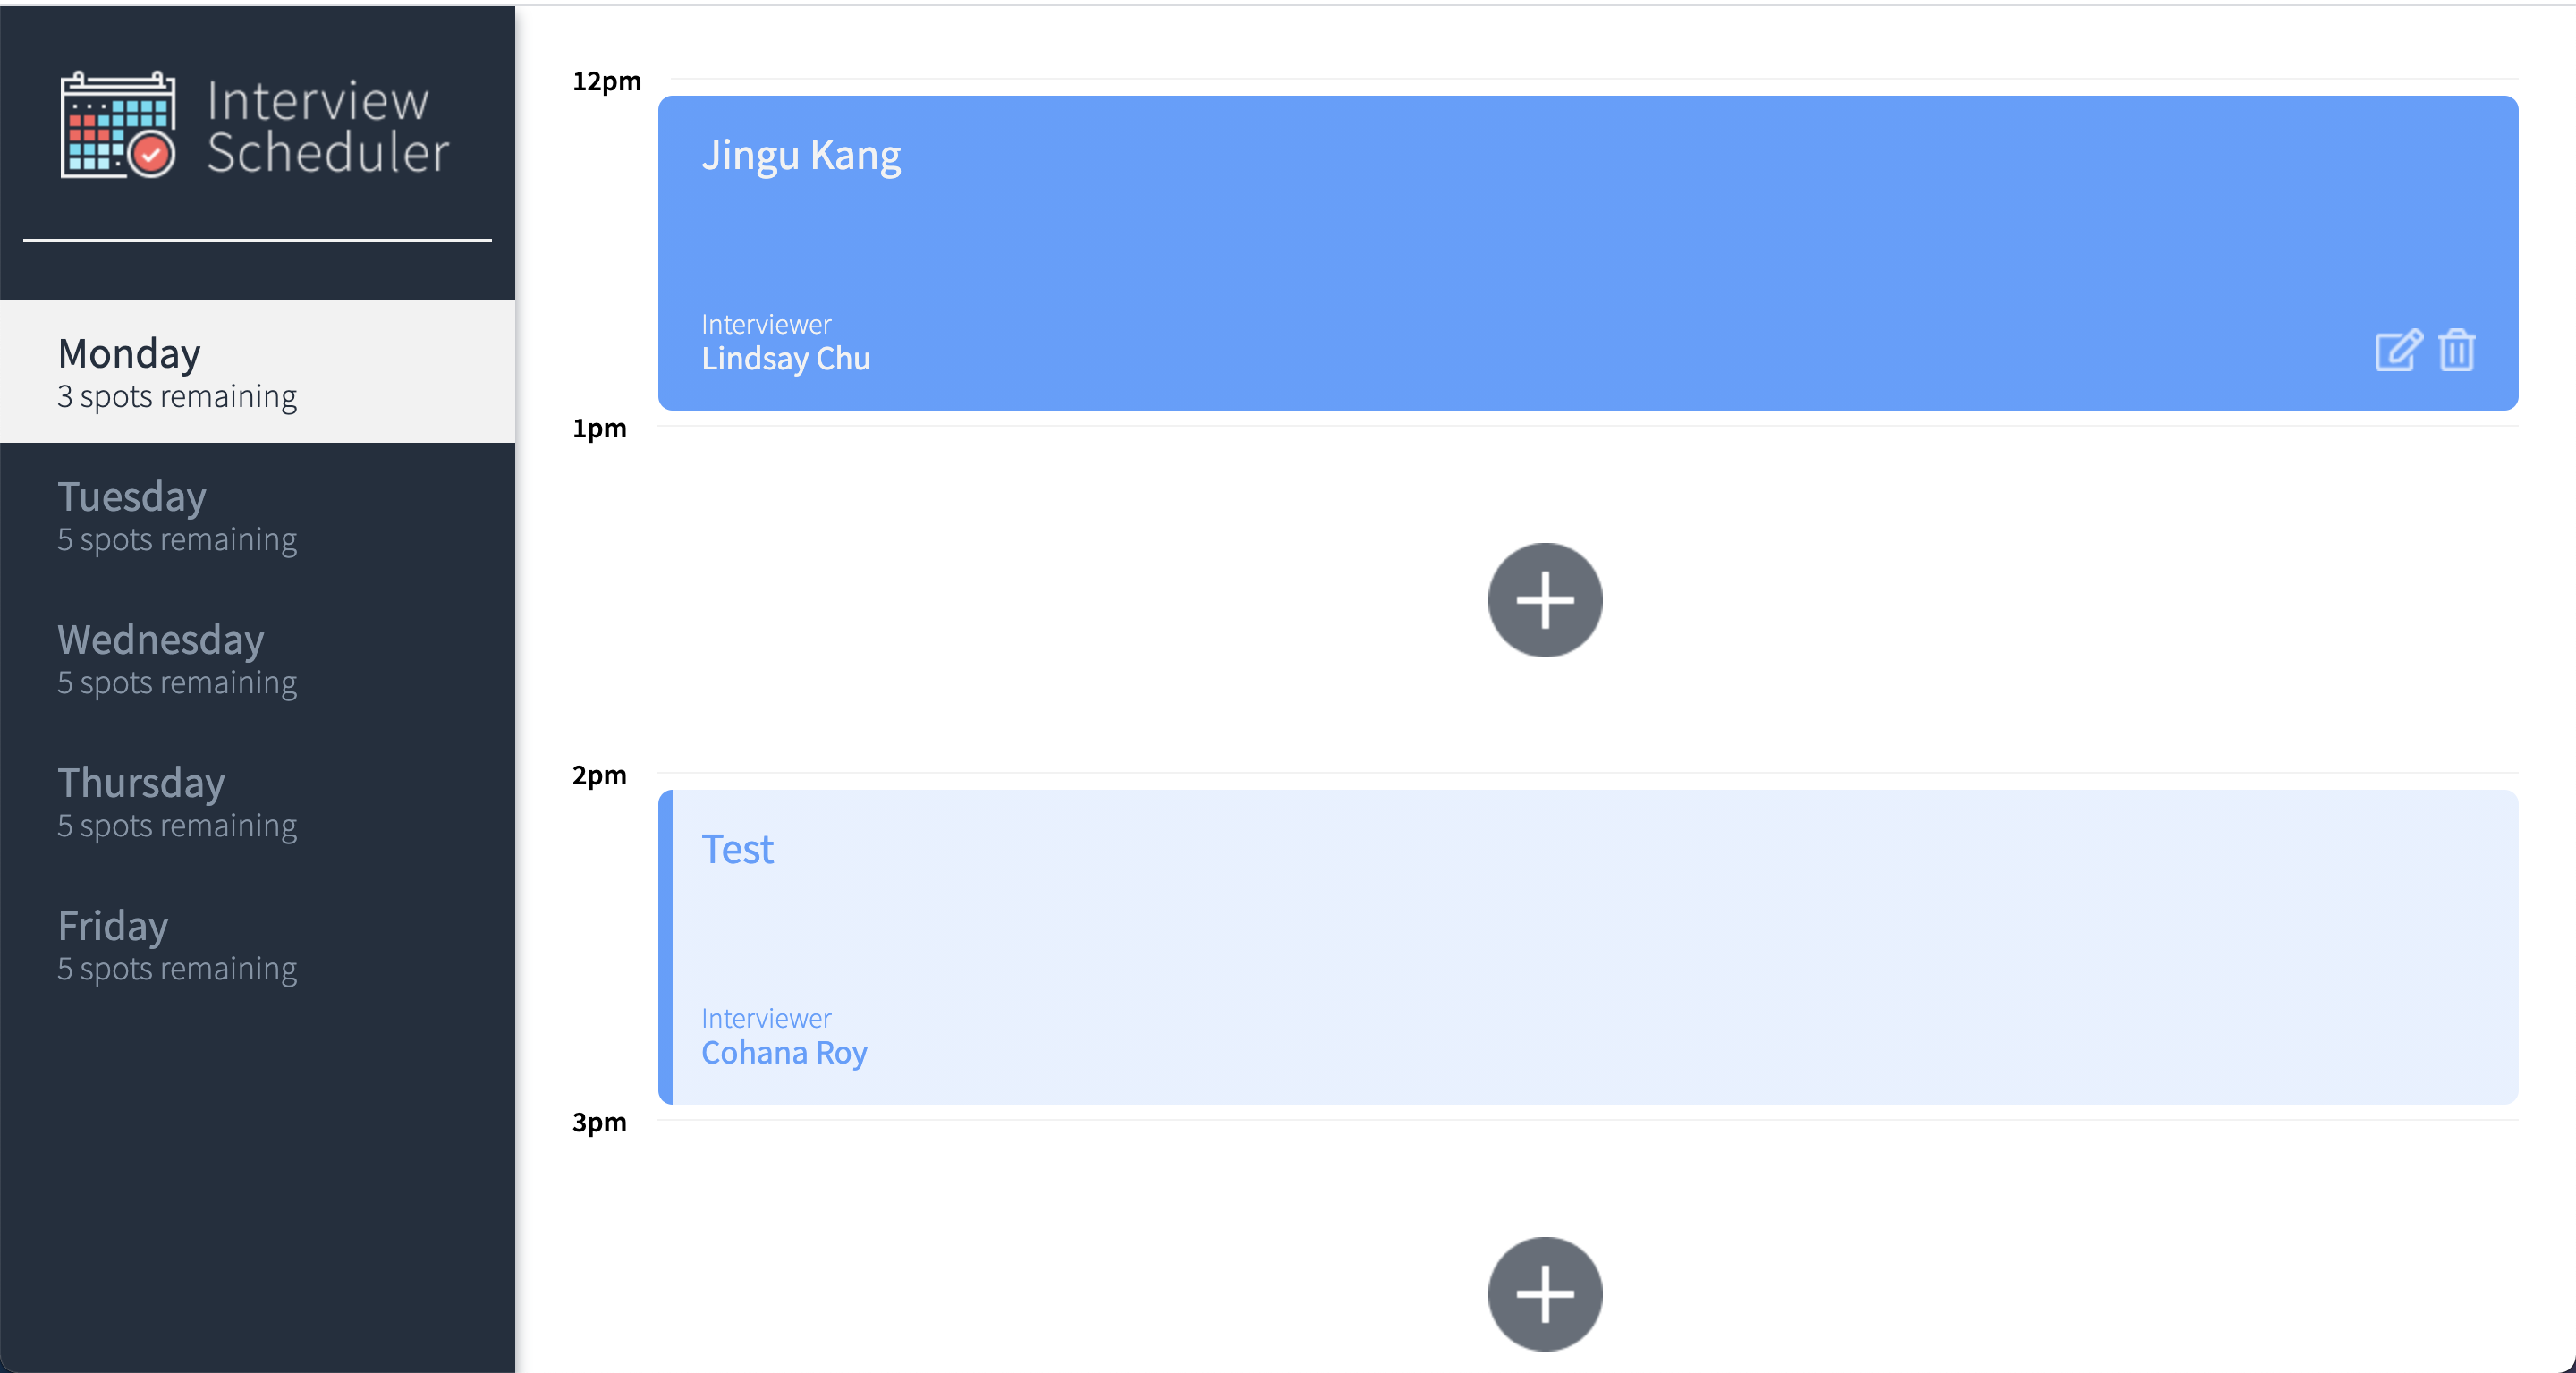 Interview
Scheduler
Monday
3 spots remaining
Tuesday
5 spots remaining
Wednesday
5 spots remaining
Thursday
5 spots remaining
Friday
5 spots remaining
12pm
Jingu Kang
Interviewer
Lindsay Chu
1pm
2pm
Test
Interviewer
Cohana Roy
3pm